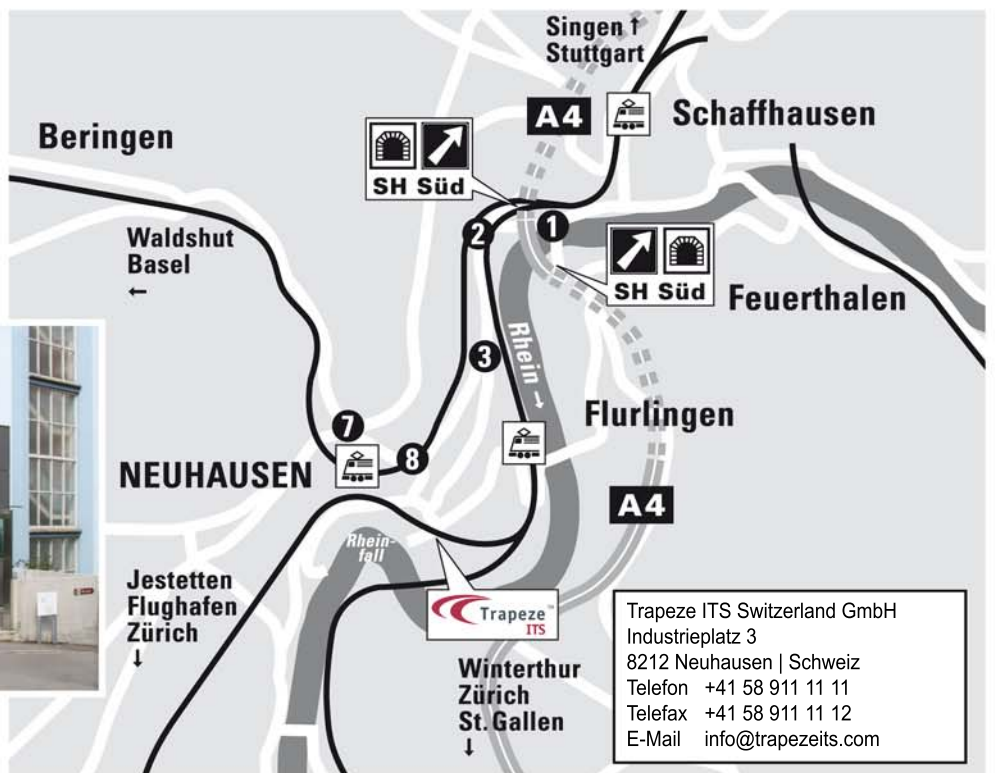 Singen ↑
Stuttgart
A4
Schaffhausen
Beringen
SH Süd
Waldshut
Basel
←
1
2
SH Süd
Feuerthalen
Rhein →
3
Flurlingen
7
8
NEUHAUSEN
A4
Rhein-
fall
Jestetten
Flughafen
Zürich
↓
Trapeze™
ITS
Winterthur
Zürich
St. Gallen
↓
Trapeze ITS Switzerland GmbH
Industrieplatz 3
8212 Neuhausen | Schweiz
Telefon +41 58 911 11 11
Telefax +41 58 911 11 12
E-Mail info@trapezeits.com